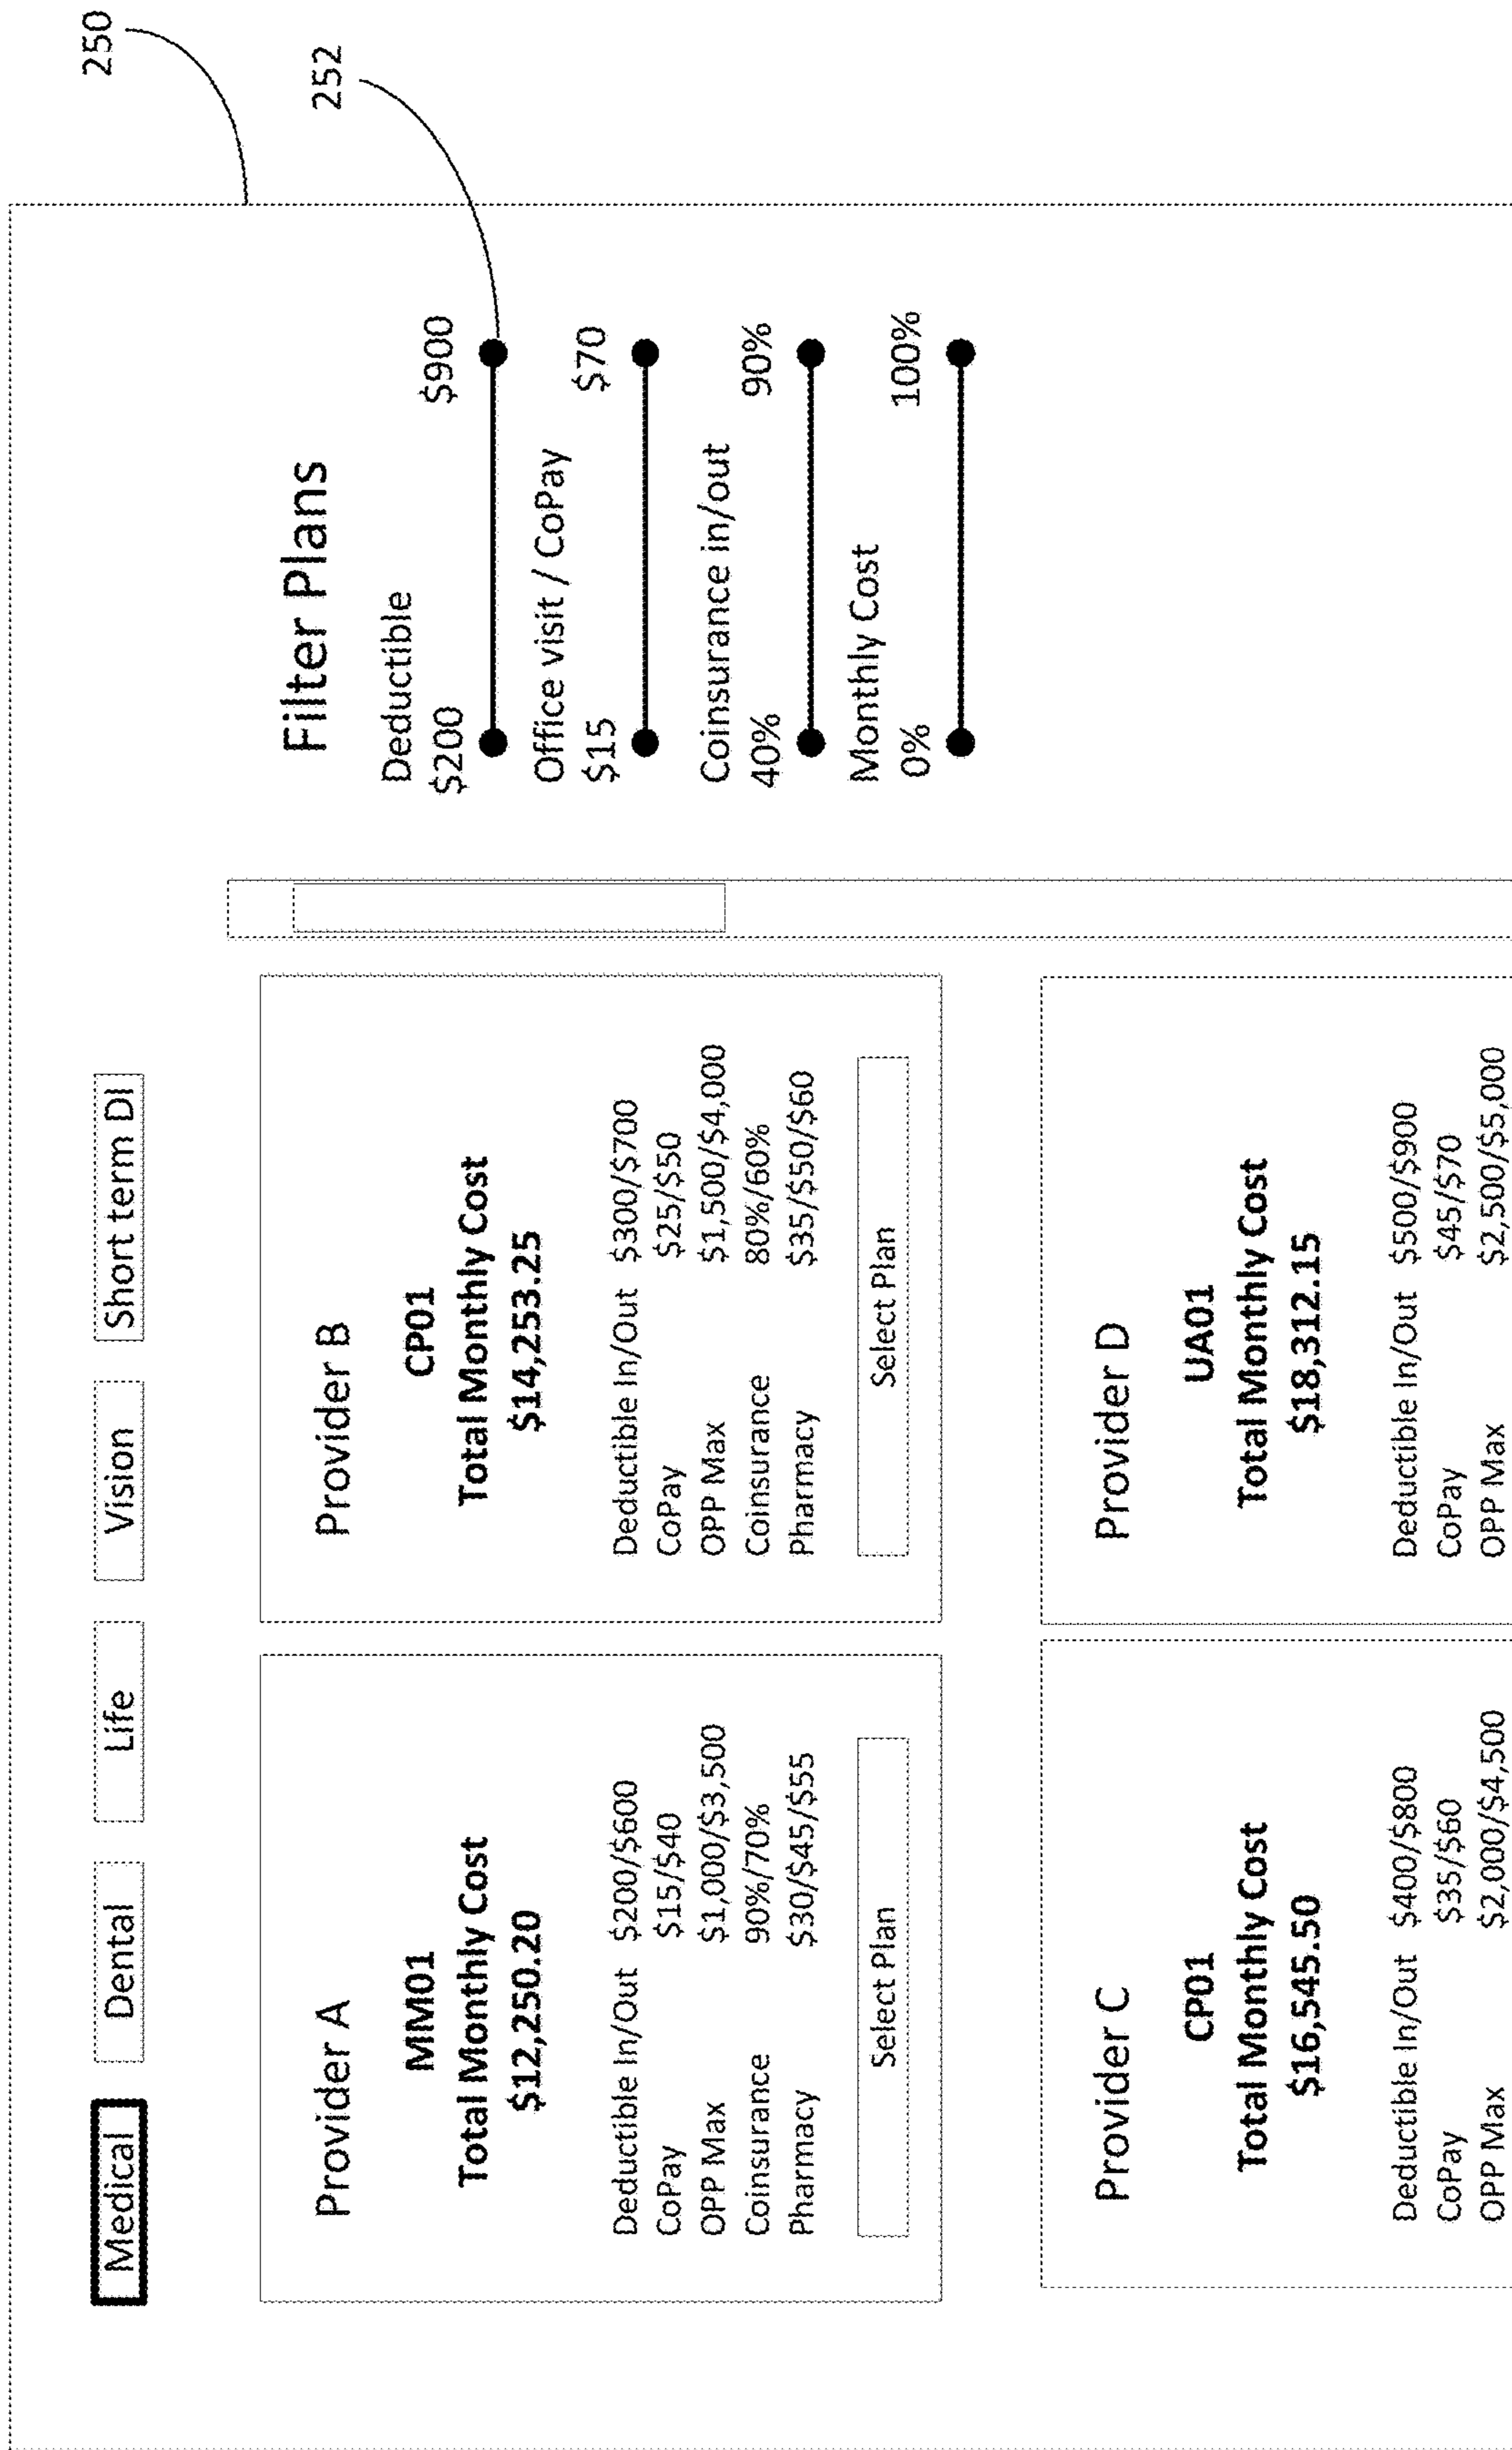 250
252
Medical Dental Life Vision Short term DI
Provider A
MM01
Total Monthly Cost
$12,250.20
Deductible In/Out $200/$600
CoPay $15/$40
OPP Max $1,000/$3,500
Coinsurance 90%/70%
Pharmacy $30/$45/$55
Select Plan
Provider B
CP01
Total Monthly Cost
$14,253.25
Deductible In/Out $300/$700
CoPay $25/$50
OPP Max $1,500/$4,000
Coinsurance 80%/60%
Pharmacy $35/$50/$60
Select Plan
Provider C
CP01
Total Monthly Cost
$16,545.50
Deductible In/Out $400/$800
CoPay $35/$60
OPP Max $2,000/$4,500
Provider D
UA01
Total Monthly Cost
$18,312.15
Deductible In/Out $500/$900
CoPay $45/$70
OPP Max $2,500/$5,000
Filter Plans
Deductible
$200 $900
Office visit / CoPay
$15 $70
Coinsurance in/out
40% 90%
Monthly Cost
0% 100%